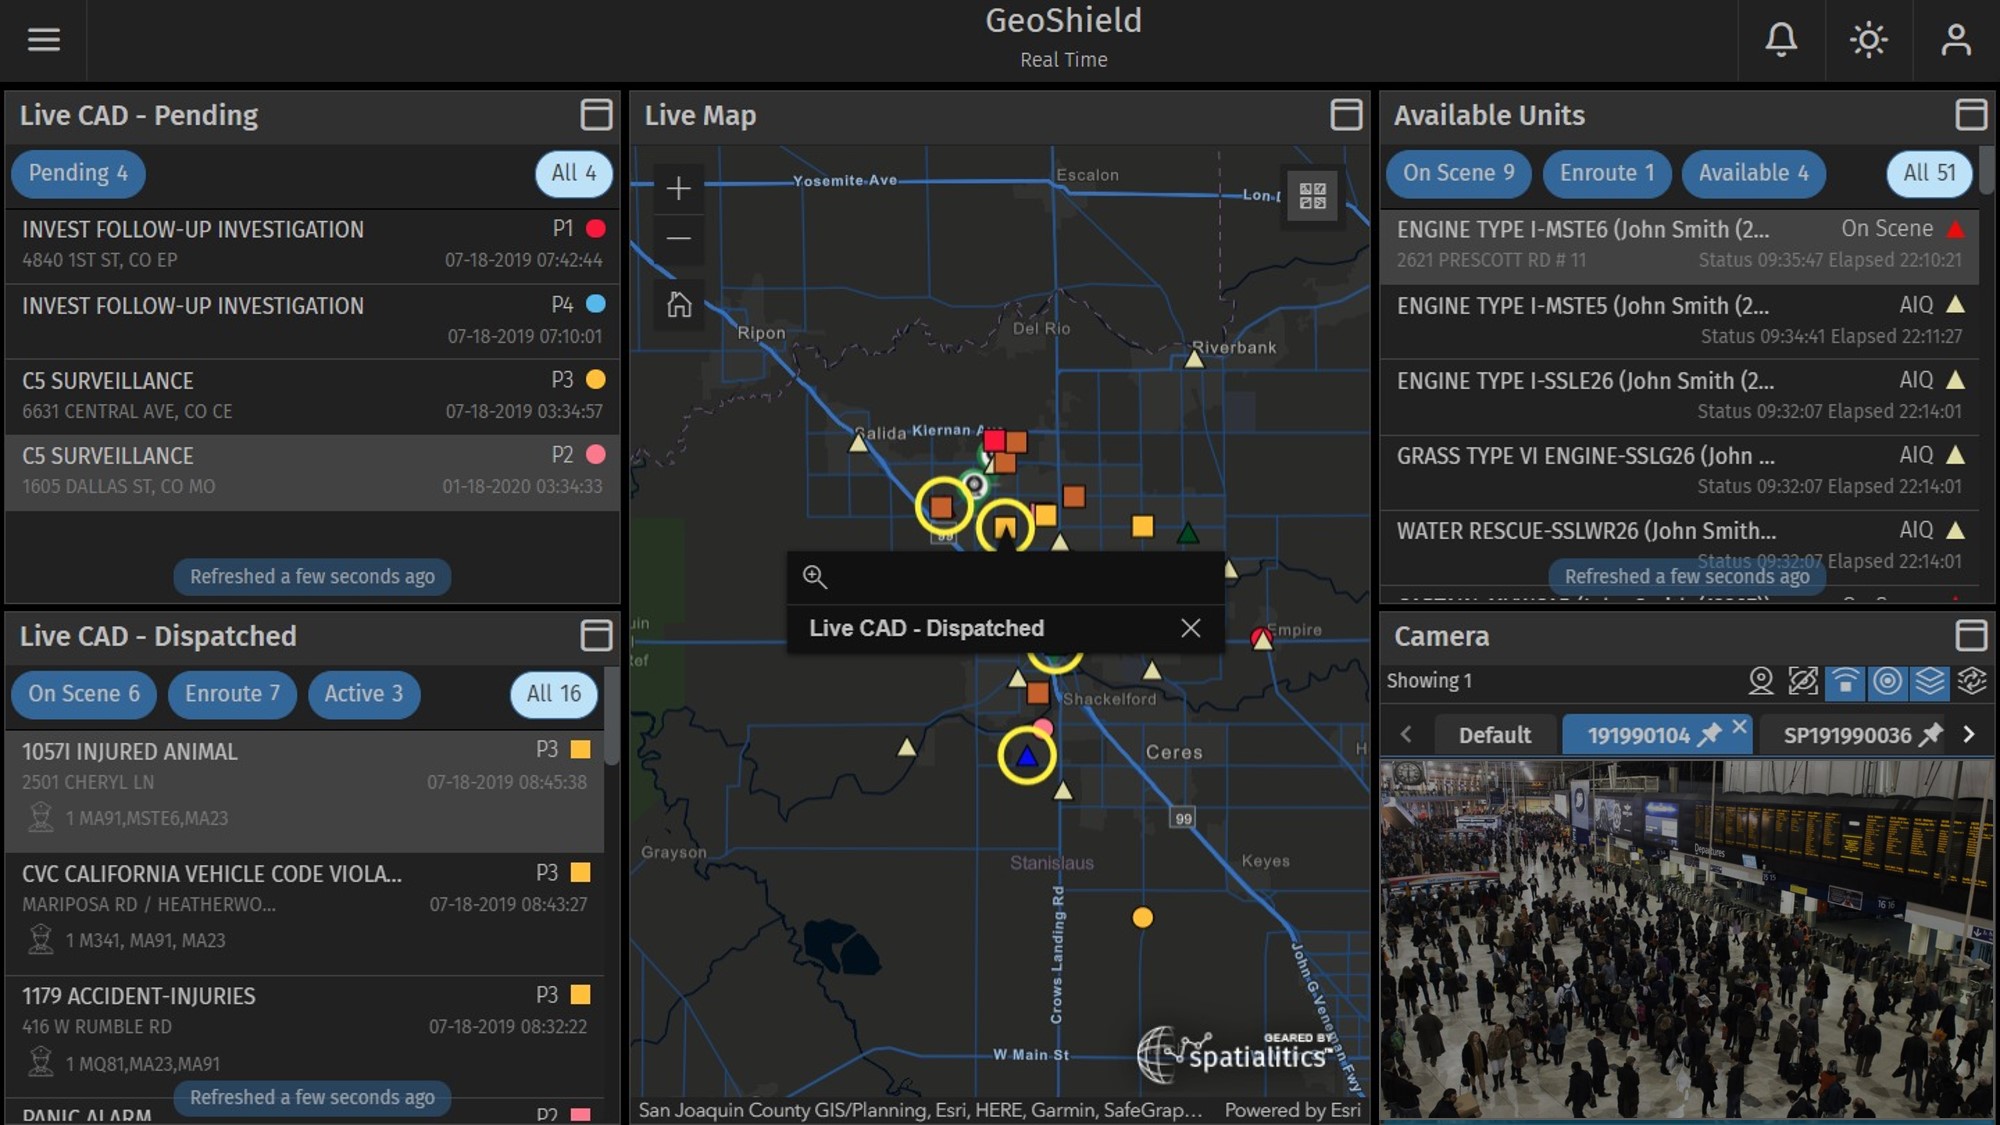 GeoShield
Real Time
Live CAD - Pending
Pending 4
All 4
INVEST FOLLOW-UP INVESTIGATION
P1
4840 1ST ST, CO EP
07-18-2019 07:42:44
INVEST FOLLOW-UP INVESTIGATION
P4
07-18-2019 07:10:01
C5 SURVEILLANCE
P3
6631 CENTRAL AVE, CO CE
07-18-2019 03:34:57
C5 SURVEILLANCE
P2
1605 DALLAS ST, CO MO
01-18-2020 03:34:33
Refreshed a few seconds ago
Live CAD - Dispatched
On Scene 6
Enroute 7
Active 3
All 16
1057I INJURED ANIMAL
P3
2501 CHERYL LN
07-18-2019 08:45:38
1 MA91,MSTE6,MA23
CVC CALIFORNIA VEHICLE CODE VIOLA...
P3
MARIPOSA RD / HEATHERWO...
07-18-2019 08:43:27
1 M341, MA91, MA23
1179 ACCIDENT-INJURIES
P3
416 W RUMBLE RD
07-18-2019 08:32:22
1 MQ81,MA23,MA91
Refreshed a few seconds ago
PANIC ALARM
P2
Live Map
Yosemite Ave
Escalon
Ripon
Del Rio
Riverbank
Salida
Kiernan
99
Live CAD - Dispatched
Empire
Shackelford
Ceres
99
Grayson
Stanislaus
Keyes
Crows Landing Rd
John G Veneman Fwy
W Main St
GEARED BY
spatialitics™
San Joaquin County GIS/Planning, Esri, HERE, Garmin, SafeGrap...
Powered by Esri
Available Units
On Scene 9
Enroute 1
Available 4
All 51
ENGINE TYPE I-MSTE6 (John Smith (2...
On Scene
2621 PRESCOTT RD # 11
Status 09:35:47 Elapsed 22:10:21
ENGINE TYPE I-MSTE5 (John Smith (2...
AIQ
Status 09:34:41 Elapsed 22:11:27
ENGINE TYPE I-SSLE26 (John Smith (2...
AIQ
Status 09:32:07 Elapsed 22:14:01
GRASS TYPE VI ENGINE-SSLG26 (John ...
AIQ
Status 09:32:07 Elapsed 22:14:01
WATER RESCUE-SSLWR26 (John Smith...
AIQ
Status 09:32:07 Elapsed 22:14:01
Refreshed a few seconds ago
Camera
Showing 1
Default
191990104
SP191990036
Departures